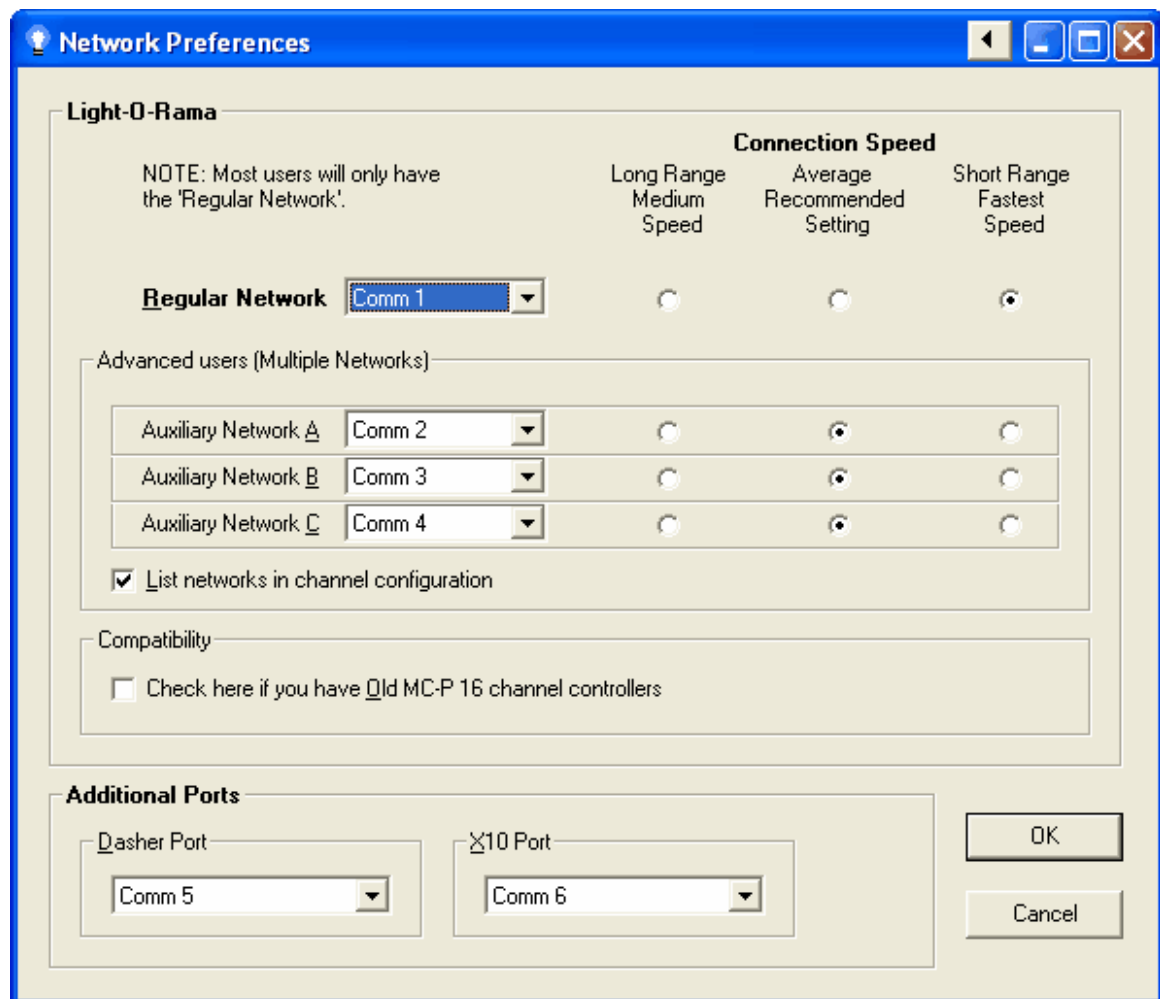 Network Preferences
Light-O-Rama
Connection Speed
NOTE: Most users will only have
the 'Regular Network'.
Long Range
Medium
Speed
Average
Recommended
Setting
Short Range
Fastest
Speed
Regular Network Comm 1
Advanced users (Multiple Networks)
Auxiliary Network A Comm 2
Auxiliary Network B Comm 3
Auxiliary Network C Comm 4
List networks in channel configuration
Compatibility
Check here if you have Old MC-P 16 channel controllers
Additional Ports
Dasher Port
Comm 5
X10 Port
Comm 6
OK
Cancel